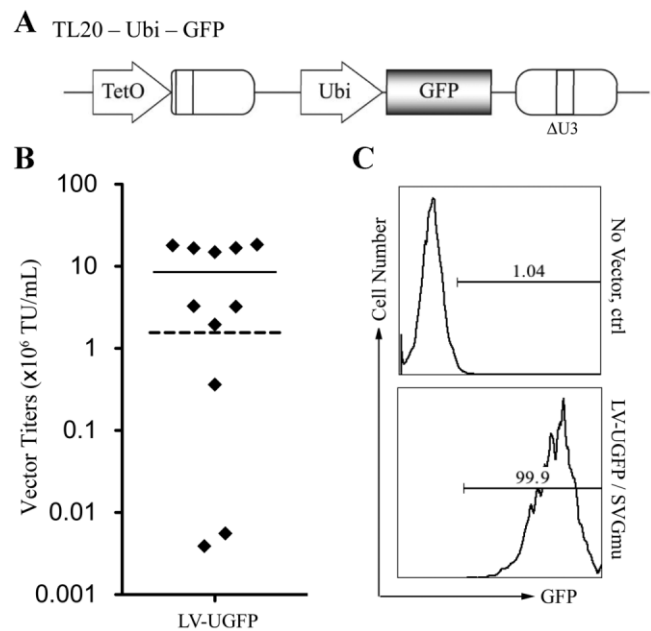 A TL20 – Ubi – GFP
TetO
Ubi
GFP
ΔU3
B
Vector Titers (x10⁶ TU/mL)
100
10
1
0.1
0.01
0.001
LV-UGFP
C
Cell Number
1.04
No Vector, ctrl
99.9
LV-UGFP / SVGmu
GFP